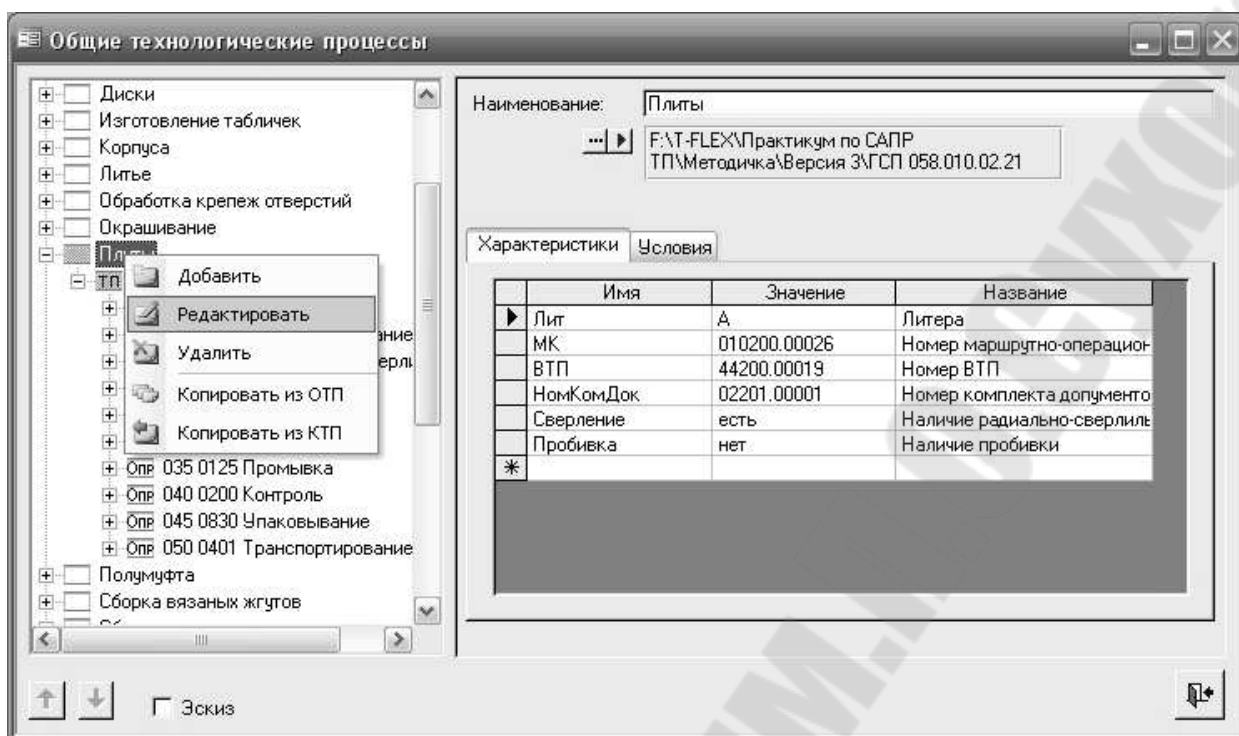 Общие технологические процессы
Диски
Изготовление табличек
Корпуса
Литье
Обработка крепеж отверстий
Окрашивание
Плиты
ТП
Добавить
Редактировать
Удалить
Копировать из ОТП
Копировать из КТП
ание
ерли
Опр 035 0125 Промывка
Опр 040 0200 Контроль
Опр 045 0830 Упаковывание
Опр 050 0401 Транспортирование
Полумуфта
Сборка вязаных жгутов
Эскиз
Наименование: Плиты
... F:\T-FLEX\Практикум по САПР
ТП\Методичка\Версия 3\ГСП 058.010.02.21
Характеристики Условия
Имя Значение Название
Лит А Литера
МК 010200.00026 Номер маршрутно-операцион
ВТП 44200.00019 Номер ВТП
НомКомДок 02201.00001 Номер комплекта допументо
Сверление есть Наличие радиально-сверлиль
Пробивка нет Наличие пробивки